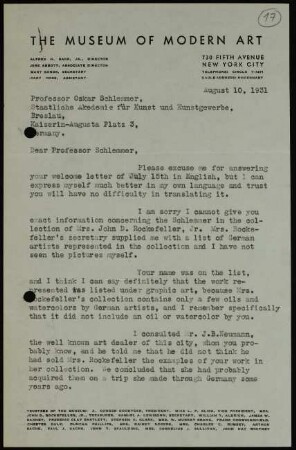 17
THE MUSEUM OF MODERN ART
ALFRED H. BARR, JR., DIRECTOR
JERE ABBOTT, ASSOCIATE DIRECTOR
730 FIFTH AVENUE
NEW YORK CITY
August 10, 1931
Professor Oskar Schlemmer,
Staatliche Akademie für Kunst und Kunstgewerbe,
Breslau,
Kaiserin-Augusta Platz 3,
Germany.
Dear Professor Schlemmer,
Please excuse me for answering
your welcome letter of July 15th in English, but I can
express myself much better in my own language and trust
you will have no difficulty in translating it.
I am sorry I cannot give you
exact information concerning the Schlemmer in the col-
lection of Mrs. John D. Rockefeller, Jr. Mrs. Rocke-
feller's secretary supplied me with a list of German
artists represented in the collection and I have not
seen the pictures myself.
Your name was on the list,
and I think I can say definitely that the work re-
presented was listed under graphic art, because Mrs.
Rockefeller's collection contains only a few oils and
watercolors by German artists, and I remember specifically
that it did not include an oil or watercolor by you.
I consulted Mr. J.B.Neumann,
the well known art dealer of this city, whom you pro-
bably know, and he told me that he did not think he
had sold Mrs. Rockefeller the examples of your work in
her collection. We concluded that she had probably
acquired them on a trip she made through Germany some
years ago.